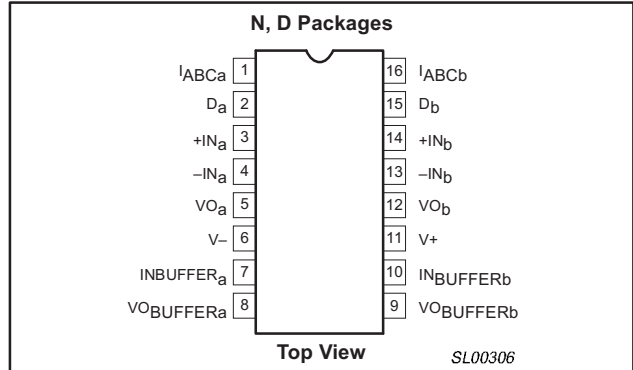 N, D Packages
IABCa 1 16 IABCb
Da 2 15 Db
+INa 3 14 +INb
–INa 4 13 –INb
VOa 5 12 VOb
V– 6 11 V+
INBUFFERa 7 10 INBUFFERb
VOBUFFERa 8 9 VOBUFFERb
Top View SL00306